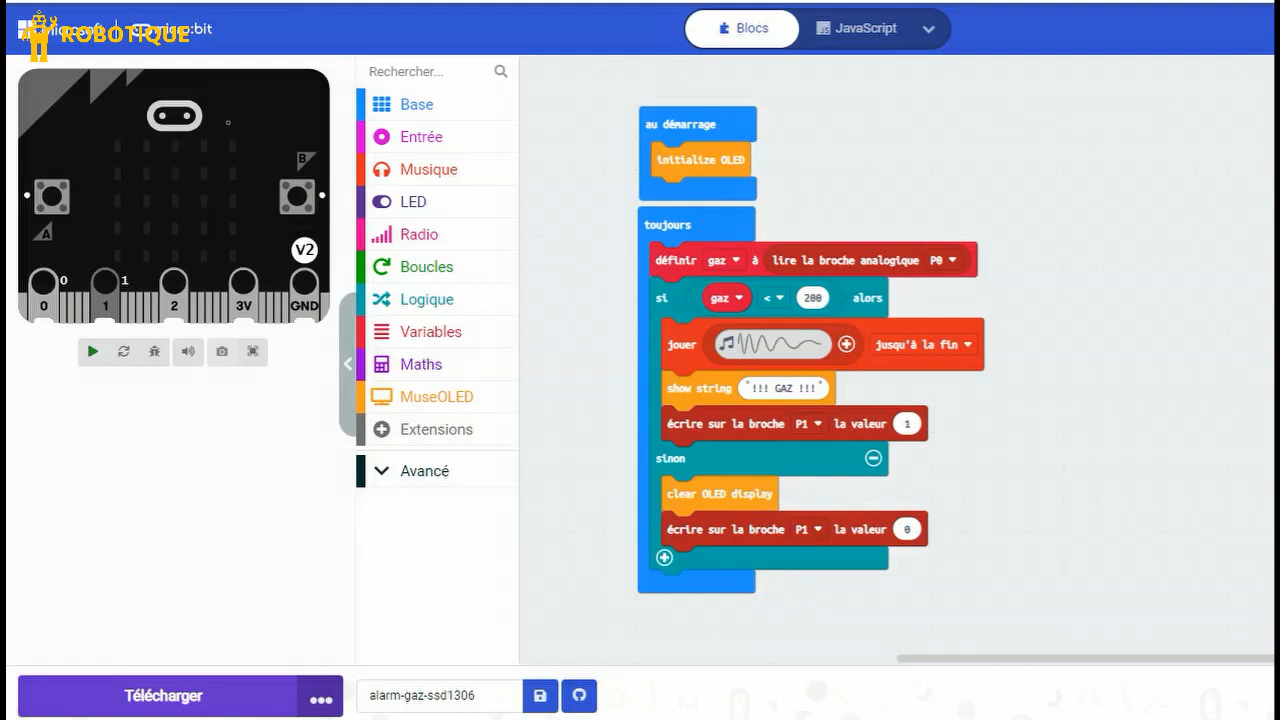 Microsoft | micro:bit
ROBOTIQUE
Blocs
JavaScript
B
A
V2
0
1
0
1
2
3V
GND
Rechercher...
Base
Entrée
Musique
LED
Radio
Boucles
Logique
Variables
Maths
MuseOLED
Extensions
Avancé
au démarrage
initialize OLED
toujours
définir gaz à lire la broche analogique P0
si gaz < 200 alors
jouer jusqu'à la fin
show string "!!! GAZ !!!"
écrire sur la broche P1 la valeur 1
sinon
clear OLED display
écrire sur la broche P1 la valeur 0
Télécharger
alarm-gaz-ssd1306